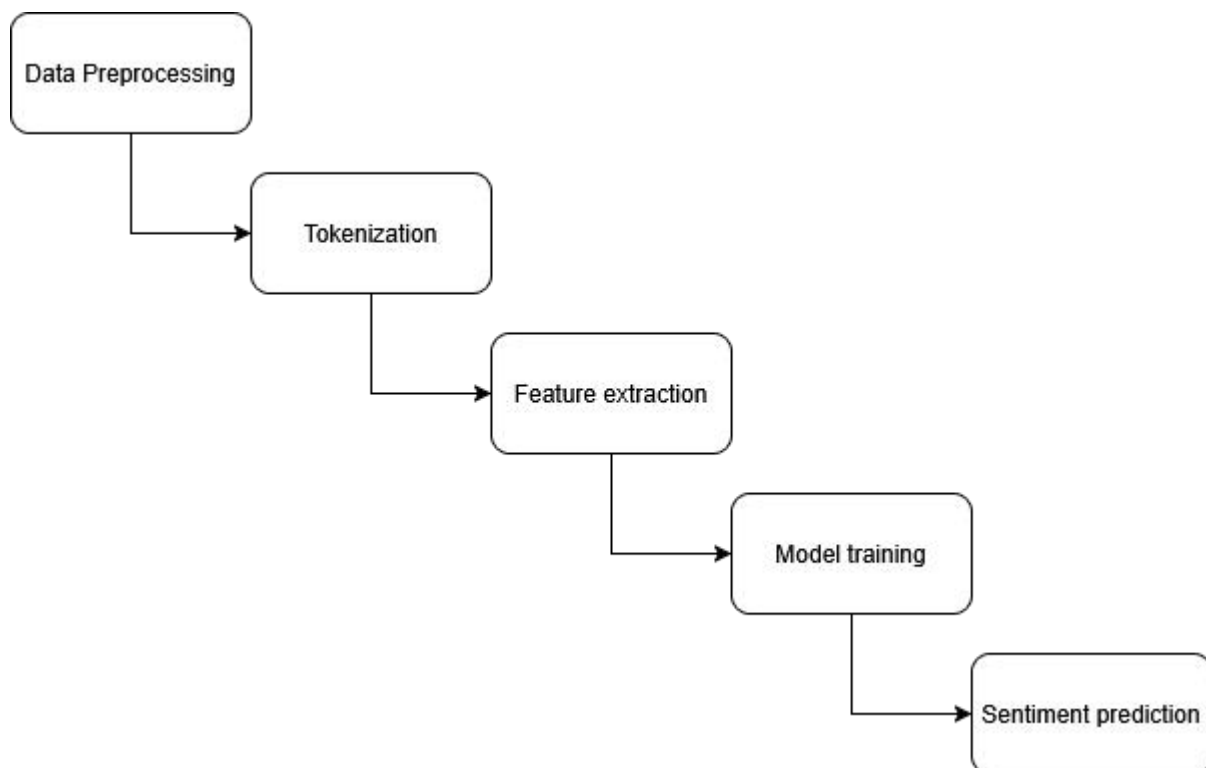 Data Preprocessing
Tokenization
Feature extraction
Model training
Sentiment prediction